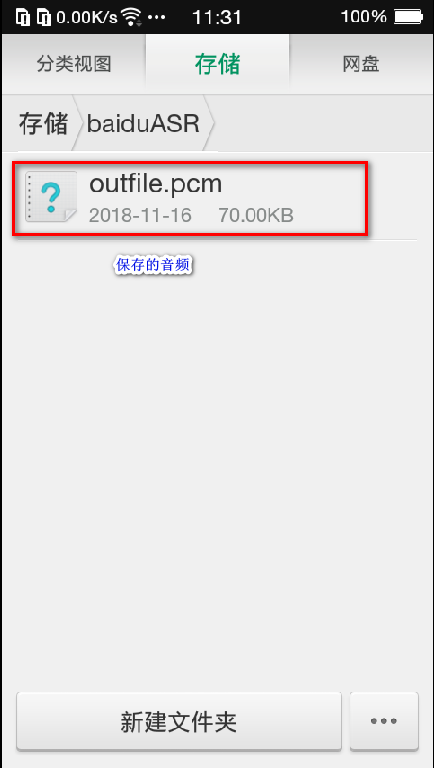 0.00K/s 11:31 100%
分类视图 存储 网盘
存储 baiduASR
?
outfile.pcm
2018-11-16 70.00KB
保存的音频
新建文件夹